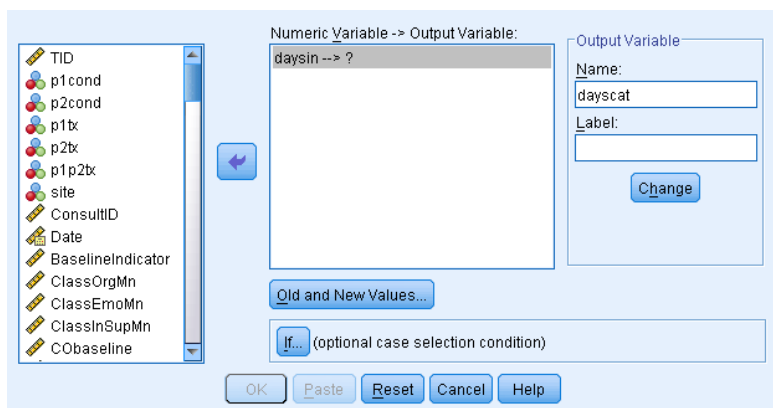 TID
p1cond
p2cond
p1tx
p2tx
p1p2tx
site
ConsultID
Date
BaselineIndicator
ClassOrgMn
ClassEmoMn
ClassInSupMn
CObaseline
Numeric Variable -> Output Variable:
daysin --> ?
Output Variable
Name:
dayscat
Label:
Change
Old and New Values...
If... (optional case selection condition)
OK Paste Reset Cancel Help